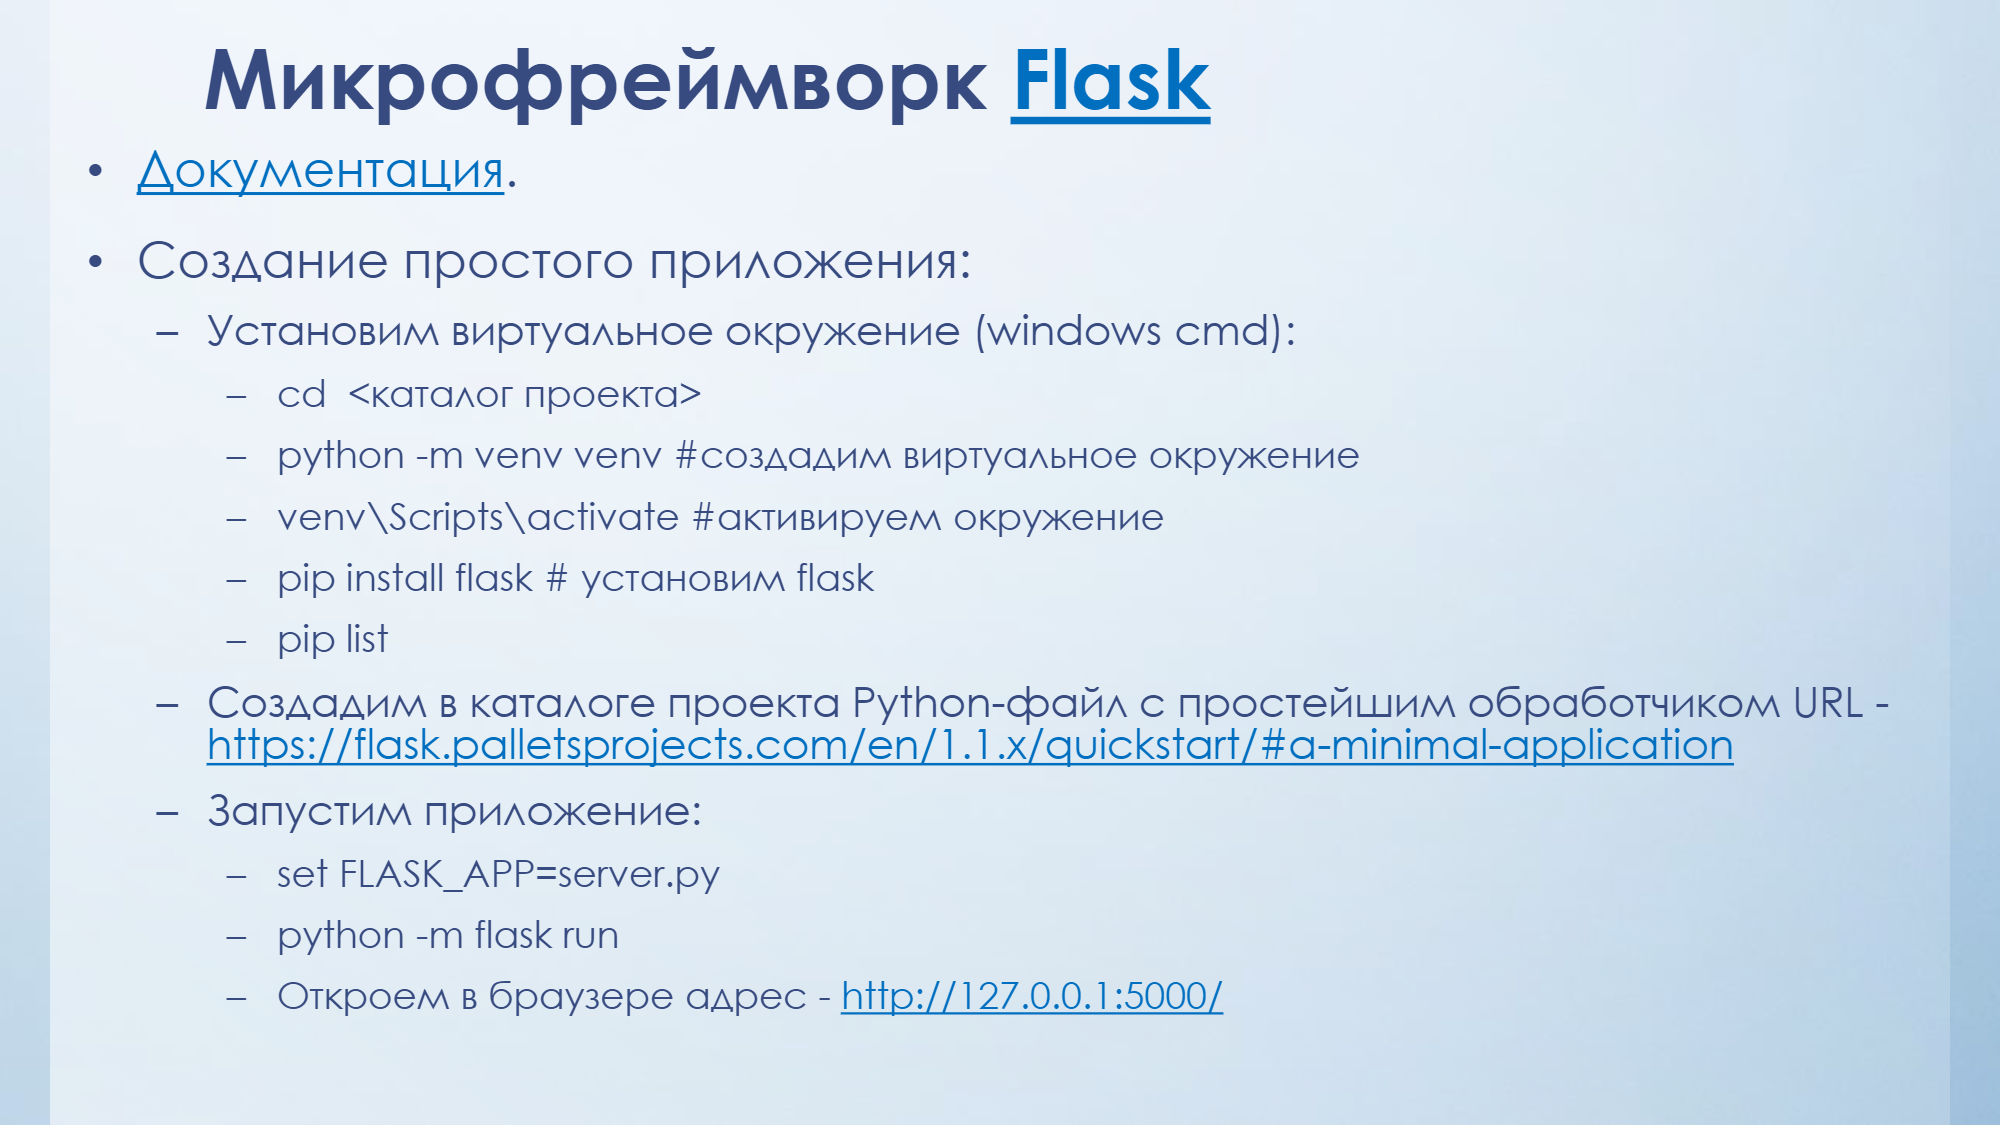 Микрофреймворк Flask
• Документация.
• Создание простого приложения:
– Установим виртуальное окружение (windows cmd):
– cd  <каталог проекта>
– python -m venv venv #создадим виртуальное окружение
– venv\Scripts\activate #активируем окружение
– pip install flask # установим flask
– pip list
– Создадим в каталоге проекта Python-файл с простейшим обработчиком URL -
https://flask.palletsprojects.com/en/1.1.x/quickstart/#a-minimal-application
– Запустим приложение:
– set FLASK_APP=server.py
– python -m flask run
– Откроем в браузере адрес - http://127.0.0.1:5000/